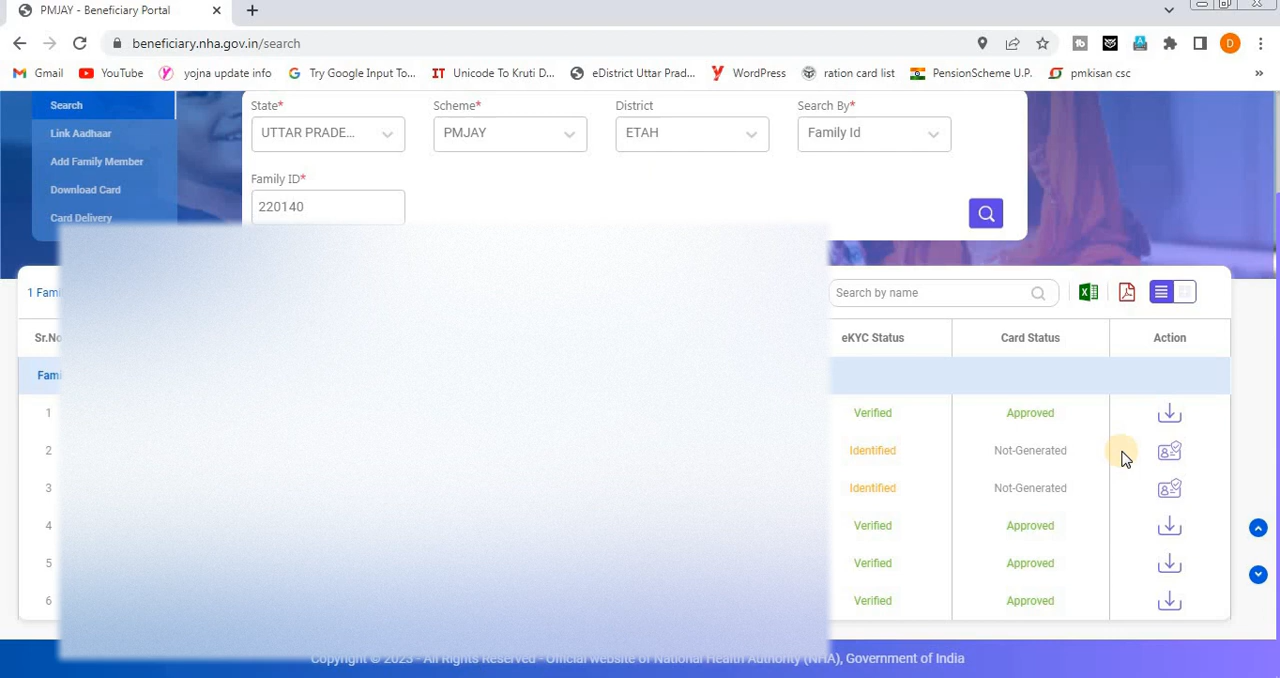 PMJAY - Beneficiary Portal
beneficiary.nha.gov.in/search
D
Gmail YouTube yojna update info Try Google Input To... Unicode To Kruti D... eDistrict Uttar Prad... WordPress ration card list PensionScheme U.P. pmkisan csc »
Search
Link Aadhaar
Add Family Member
Download Card
Card Delivery
State* Scheme* District Search By*
UTTAR PRADE... PMJAY ETAH Family Id
Family ID*
220140
1 Fami
Search by name
Sr.No eKYC Status Card Status Action
Fami
1 Verified Approved
2 Identified Not-Generated
3 Identified Not-Generated
4 Verified Approved
5 Verified Approved
6 Verified Approved
Copyright © 2023 - All Rights Reserved - Official website of National Health Authority (NHA), Government of India